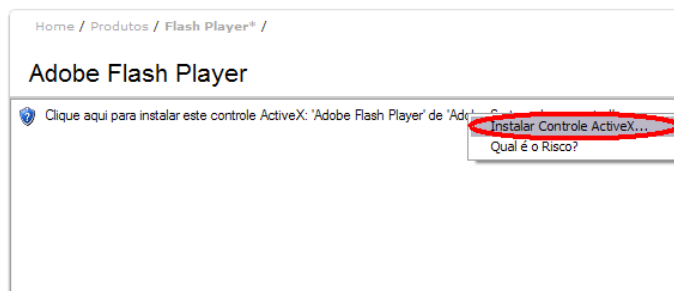 Home / Produtos / Flash Player* /
Adobe Flash Player
Clique aqui para instalar este controle ActiveX: 'Adobe Flash Player' de
Instalar Controle ActiveX...
Qual é o Risco?